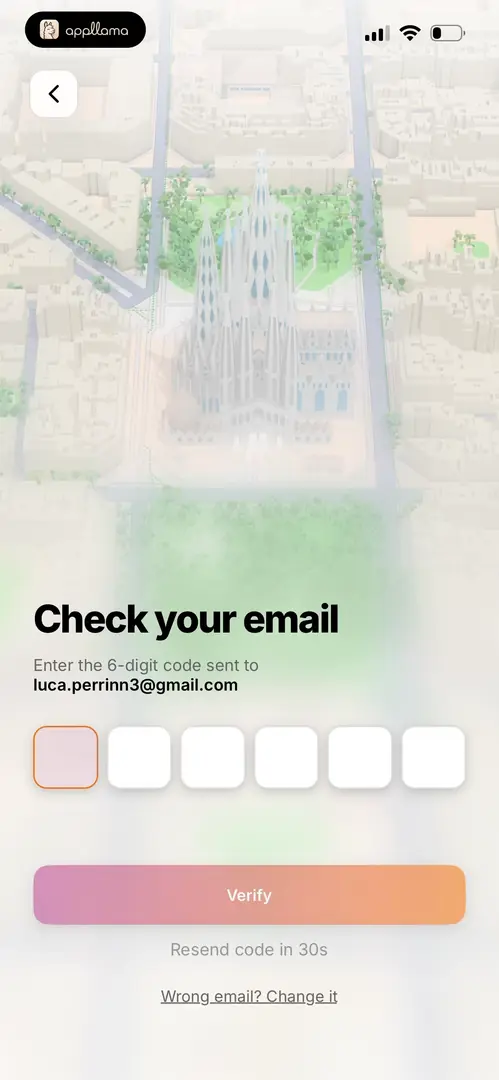 appllama
Check your email
Enter the 6-digit code sent to
luca.perrinn3@gmail.com
Verify
Resend code in 30s
Wrong email? Change it